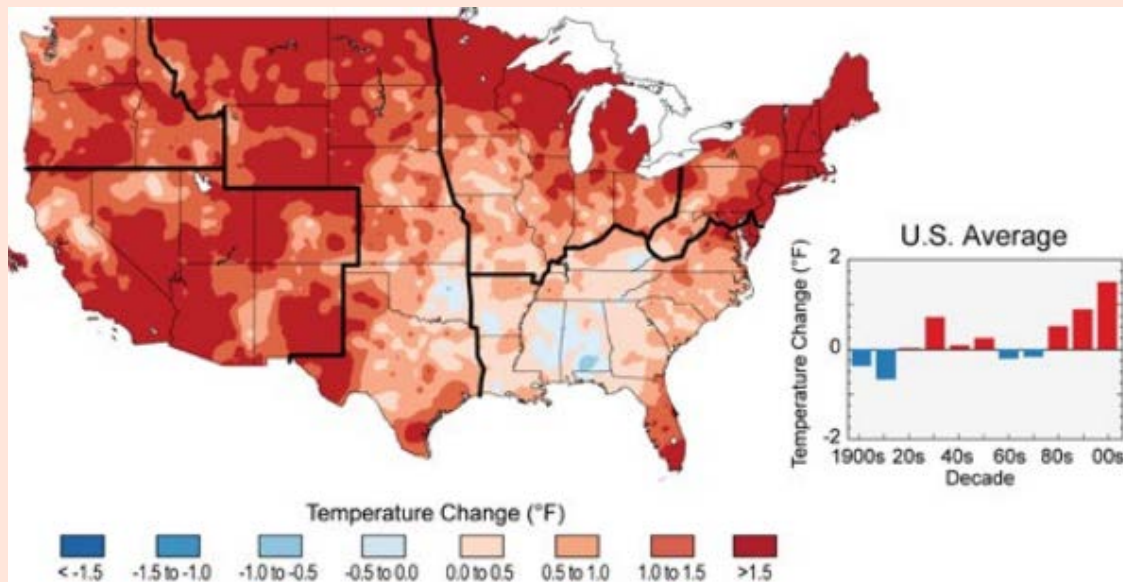 U.S. Average
Temperature Change (°F)
2
0
-2
1900s 20s 40s 60s 80s 00s
Decade
Temperature Change (°F)
< -1.5 -1.5 to -1.0 -1.0 to -0.5 -0.5 to 0.0 0.0 to 0.5 0.5 to 1.0 1.0 to 1.5 >1.5